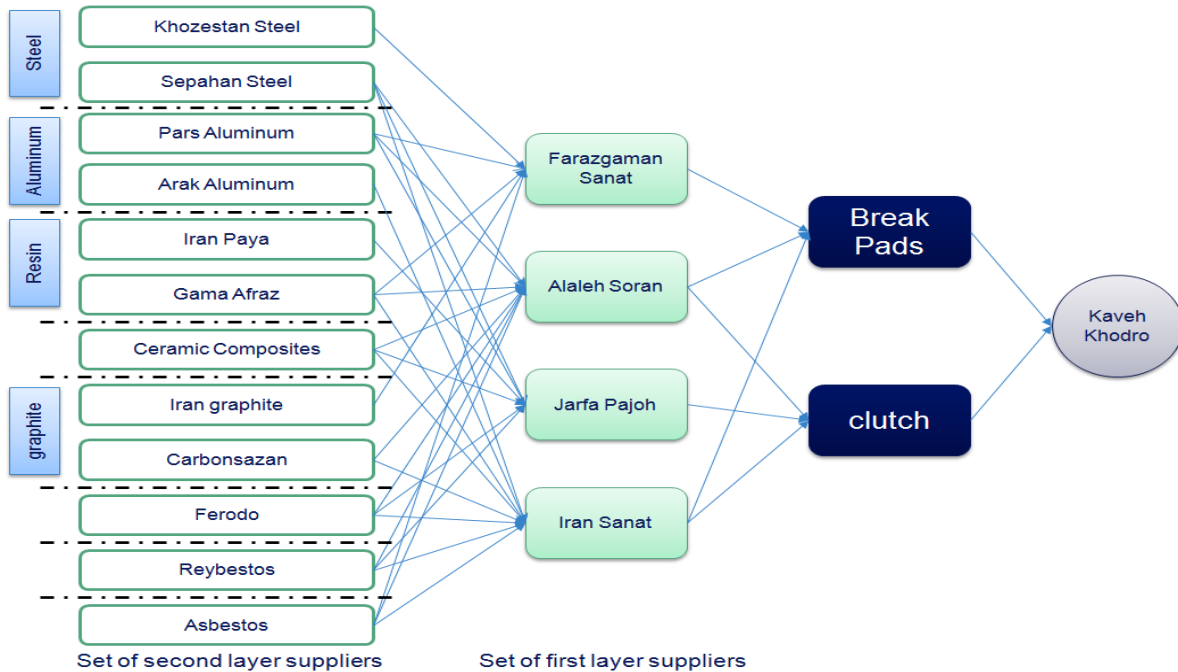 Steel
Khozestan Steel
Sepahan Steel
Aluminum
Pars Aluminum
Arak Aluminum
Resin
Iran Paya
Gama Afraz
Ceramic Composites
graphite
Iran graphite
Carbonsazan
Ferodo
Reybestos
Asbestos
Set of second layer suppliers
Farazgaman
Sanat
Alaleh Soran
Jarfa Pajoh
Iran Sanat
Set of first layer suppliers
Break
Pads
clutch
Kaveh
Khodro